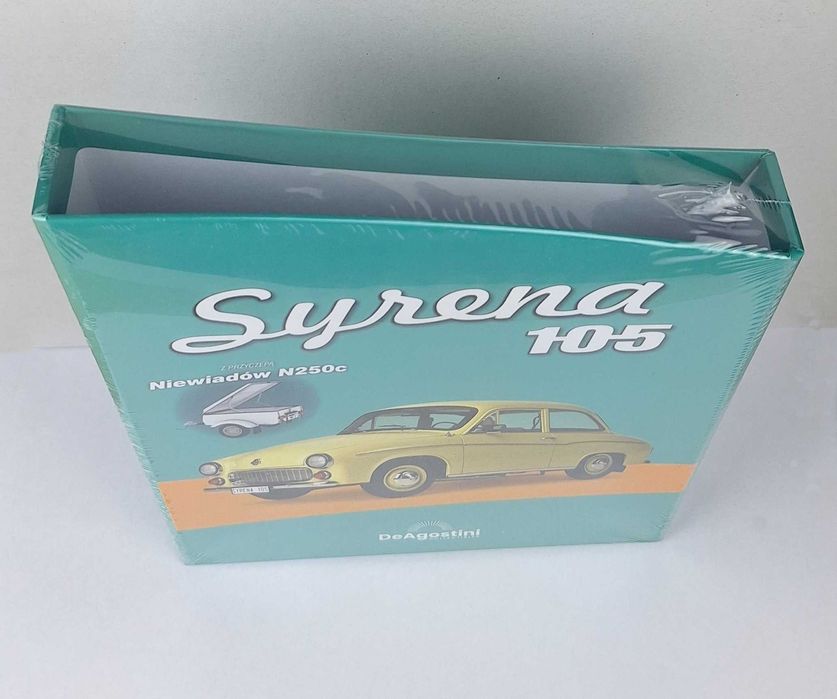 Syrena
105
Z PRZYCZEPĄ
Niewiadów N250c
SYRENA 105
DeAgostini